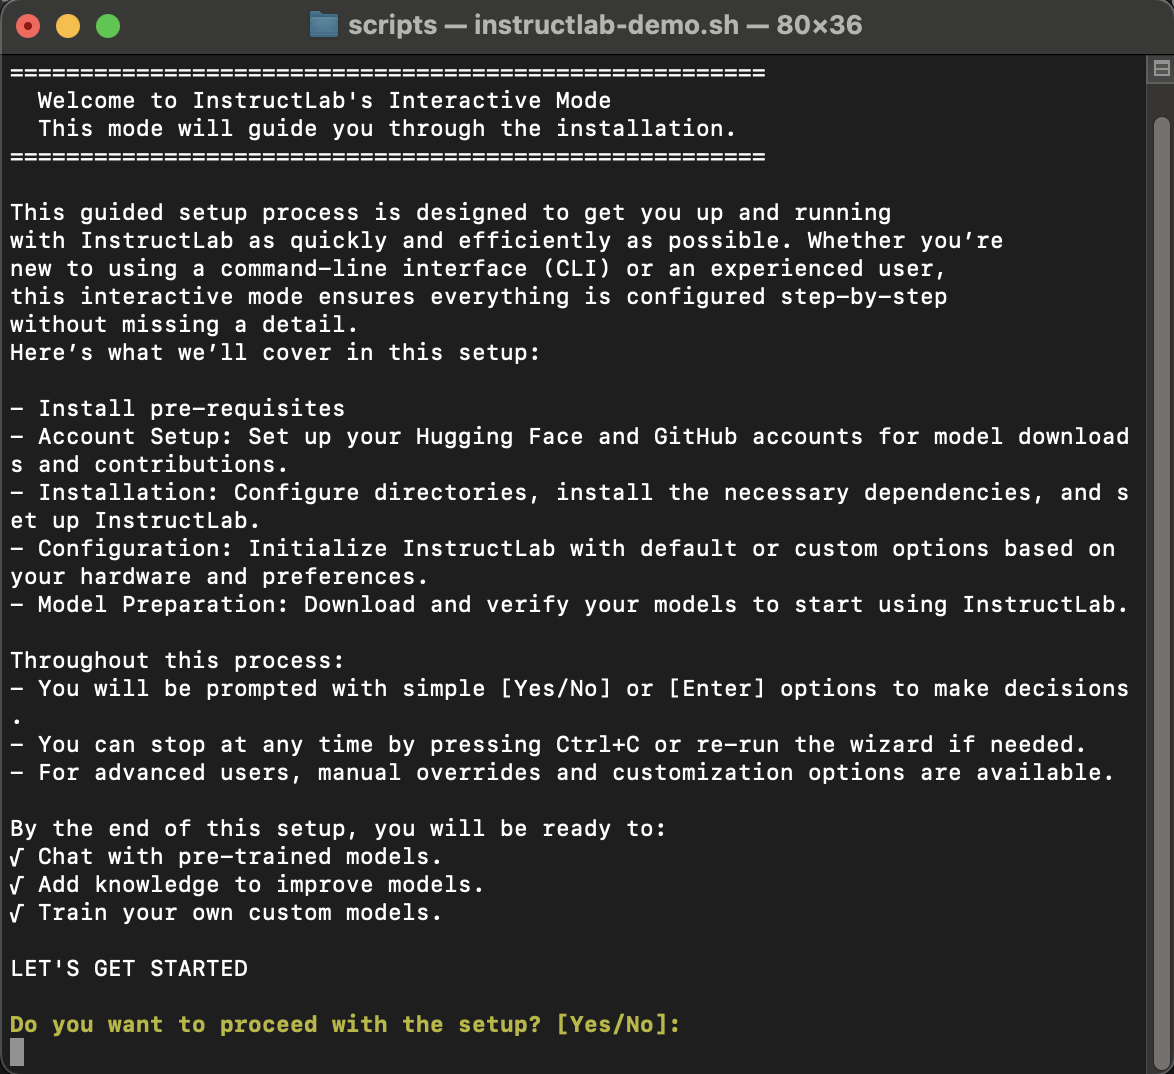 scripts — instructlab-demo.sh — 80×36
======================================================
  Welcome to InstructLab's Interactive Mode
  This mode will guide you through the installation.
======================================================

This guided setup process is designed to get you up and running
with InstructLab as quickly and efficiently as possible. Whether you’re
new to using a command-line interface (CLI) or an experienced user,
this interactive mode ensures everything is configured step-by-step
without missing a detail.
Here’s what we’ll cover in this setup:

- Install pre-requisites
- Account Setup: Set up your Hugging Face and GitHub accounts for model download
s and contributions.
- Installation: Configure directories, install the necessary dependencies, and s
et up InstructLab.
- Configuration: Initialize InstructLab with default or custom options based on
your hardware and preferences.
- Model Preparation: Download and verify your models to start using InstructLab.

Throughout this process:
- You will be prompted with simple [Yes/No] or [Enter] options to make decisions
.
- You can stop at any time by pressing Ctrl+C or re-run the wizard if needed.
- For advanced users, manual overrides and customization options are available.

By the end of this setup, you will be ready to:
√ Chat with pre-trained models.
√ Add knowledge to improve models.
√ Train your own custom models.

LET'S GET STARTED

Do you want to proceed with the setup? [Yes/No]: